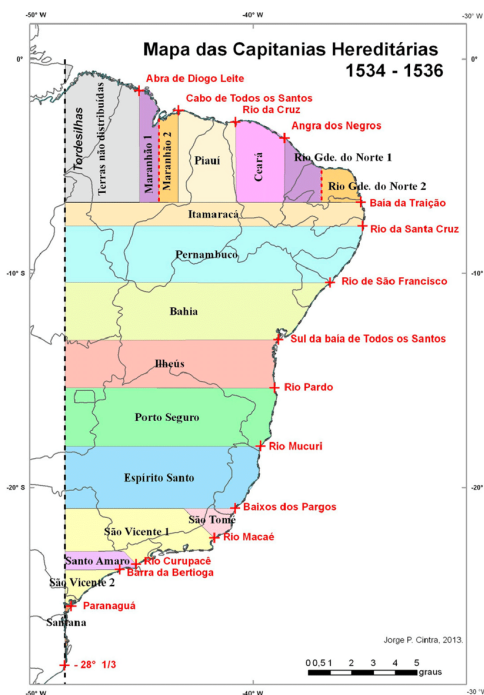 -50° W
-40° W
-30° W
0°
0°
Mapa das Capitanias Hereditárias
1534 - 1536
Abra de Diogo Leite
Cabo de Todos os Santos
Rio da Cruz
Angra dos Negros
Tordesilhas
Terras não distribuídas
Maranhão 1
Maranhão 2
Piauí
Ceará
Rio Gde. do Norte 1
Rio Gde. do Norte 2
Baia da Traição
Itamaracá
Rio da Santa Cruz
Pernambuco
-10° S
-10°
Rio de São Francisco
Bahia
Sul da baia de Todos os Santos
Ilhéus
Rio Pardo
Porto Seguro
Rio Mucuri
Espírito Santo
-20° S
-20°
Baixos dos Pargos
São Tomé
São Vicente 1
Rio Macaé
Santo Amaro
Rio Curupacê
Barra da Bertioga
São Vicente 2
Paranaguá
Santana
Jorge P. Cintra, 2013.
- 28° 1/3
0 0,5 1 2 3 4 5
graus
-50° W
-40° W
-30° W